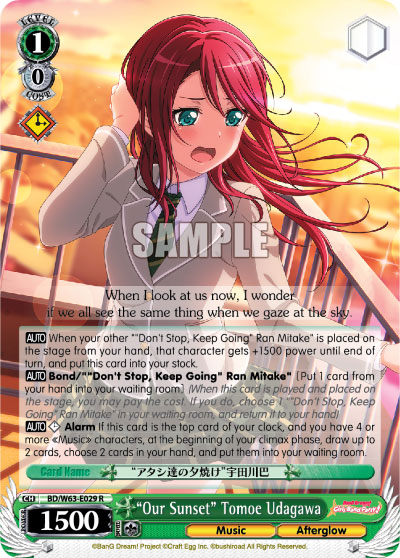 LEVEL
1
0
COST
SAMPLE
When I look at us now, I wonder
if we all see the same thing when we gaze at the sky.
AUTO When your other ""Don't Stop, Keep Going" Ran Mitake" is placed on
the stage from your hand, that character gets +1500 power until end of
turn, and put this card into your stock.
AUTO Bond/""Don't Stop, Keep Going" Ran Mitake" [Put 1 card from
your hand into your waiting room] (When this card is played and placed on
the stage, you may pay the cost. If you do, choose 1 ""Don't Stop, Keep
Going" Ran Mitake" in your waiting room, and return it to your hand)
AUTO Alarm If this card is the top card of your clock, and you have 4 or
more «Music» characters, at the beginning of your climax phase, draw up to
2 cards, choose 2 cards in your hand, and put them into your waiting room.
Card Name
"アタシ達の夕焼け"宇田川巴
CH BD/W63-E029 R
"Our Sunset" Tomoe Udagawa
POWER
1500
SOUL
Music
Afterglow
©BanG Dream! Project ©Craft Egg Inc. ©bushiroad All Rights Reserved.